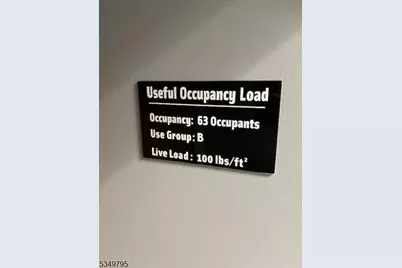 Useful Occupancy Load
Occupancy: 63 Occupants
Use Group: B
Live Load : 100 lbs/ft²
5349795